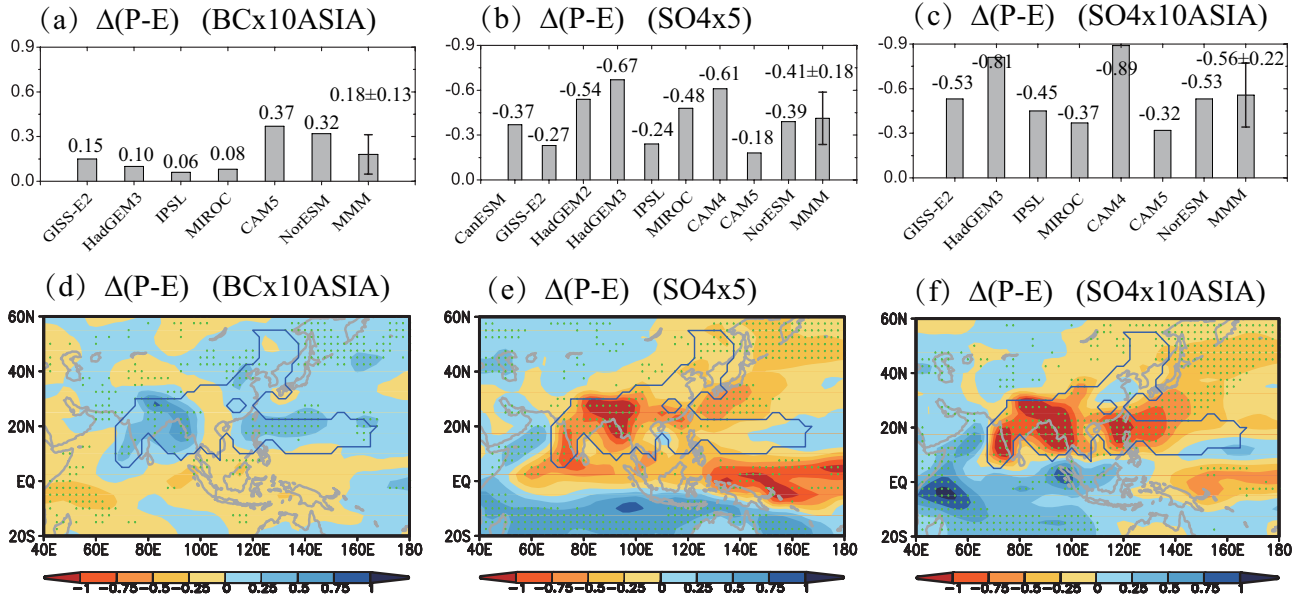 (a) Δ(P-E) (BCx10ASIA)
0.9
0.6
0.3
0.0
0.15
0.10
0.06
0.08
0.37
0.32
0.18±0.13
GISS-E2
HadGEM3
IPSL
MIROC
CAM5
NorESM
MMM
(b) Δ(P-E) (SO4x5)
-0.9
-0.6
-0.3
0.0
-0.37
-0.27
-0.54
-0.67
-0.24
-0.48
-0.61
-0.18
-0.39
-0.41±0.18
CanESM
GISS-E2
HadGEM2
HadGEM3
IPSL
MIROC
CAM4
CAM5
NorESM
MMM
(c) Δ(P-E) (SO4x10ASIA)
-0.9
-0.6
-0.3
0.0
-0.53
-0.81
-0.45
-0.37
-0.89
-0.32
-0.53
-0.56±0.22
GISS-E2
HadGEM3
IPSL
MIROC
CAM4
CAM5
NorESM
MMM
(d) Δ(P-E) (BCx10ASIA)
60N
40N
20N
EQ
20S
40E 60E 80E 100E 120E 140E 160E 180
-1 -0.75 -0.5 -0.25 0 0.25 0.5 0.75 1
(e) Δ(P-E) (SO4x5)
60N
40N
20N
EQ
20S
40E 60E 80E 100E 120E 140E 160E 180
-1 -0.75 -0.5 -0.25 0 0.25 0.5 0.75 1
(f) Δ(P-E) (SO4x10ASIA)
60N
40N
20N
EQ
20S
40E 60E 80E 100E 120E 140E 160E 180
-1 -0.75 -0.5 -0.25 0 0.25 0.5 0.75 1